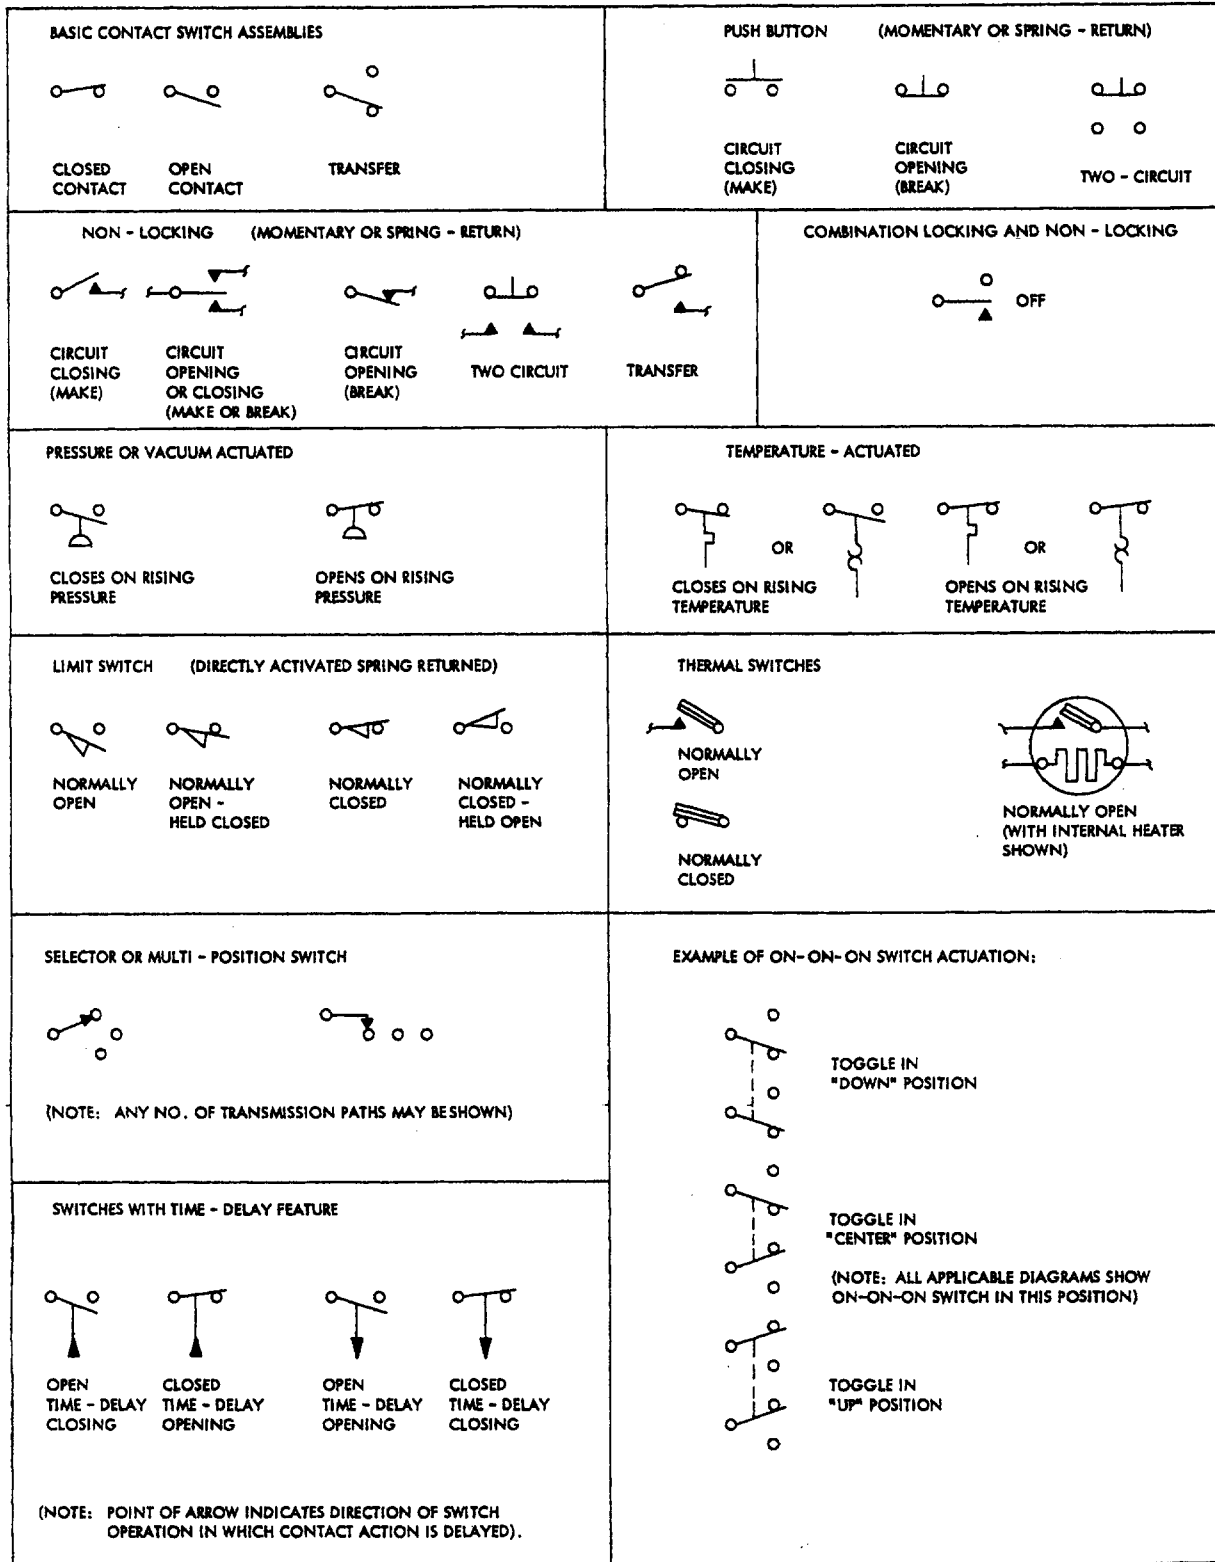 BASIC CONTACT SWITCH ASSEMBLIES
CLOSED
CONTACT
OPEN
CONTACT
TRANSFER
PUSH BUTTON (MOMENTARY OR SPRING - RETURN)
CIRCUIT
CLOSING
(MAKE)
CIRCUIT
OPENING
(BREAK)
TWO - CIRCUIT
NON - LOCKING (MOMENTARY OR SPRING - RETURN)
CIRCUIT
CLOSING
(MAKE)
CIRCUIT
OPENING
OR CLOSING
(MAKE OR BREAK)
CIRCUIT
OPENING
(BREAK)
TWO CIRCUIT
TRANSFER
COMBINATION LOCKING AND NON - LOCKING
OFF
PRESSURE OR VACUUM ACTUATED
CLOSES ON RISING
PRESSURE
OPENS ON RISING
PRESSURE
TEMPERATURE - ACTUATED
OR
CLOSES ON RISING
TEMPERATURE
OR
OPENS ON RISING
TEMPERATURE
LIMIT SWITCH (DIRECTLY ACTIVATED SPRING RETURNED)
NORMALLY
OPEN
NORMALLY
OPEN -
HELD CLOSED
NORMALLY
CLOSED
NORMALLY
CLOSED -
HELD OPEN
THERMAL SWITCHES
NORMALLY
OPEN
NORMALLY
CLOSED
NORMALLY OPEN
(WITH INTERNAL HEATER
SHOWN)
SELECTOR OR MULTI - POSITION SWITCH
(NOTE: ANY NO. OF TRANSMISSION PATHS MAY BE SHOWN)
EXAMPLE OF ON-ON-ON SWITCH ACTUATION:
TOGGLE IN
"DOWN" POSITION
TOGGLE IN
"CENTER" POSITION
(NOTE: ALL APPLICABLE DIAGRAMS SHOW
ON-ON-ON SWITCH IN THIS POSITION)
TOGGLE IN
"UP" POSITION
SWITCHES WITH TIME - DELAY FEATURE
OPEN
TIME - DELAY
CLOSING
CLOSED
TIME - DELAY
OPENING
OPEN
TIME - DELAY
OPENING
CLOSED
TIME - DELAY
CLOSING
(NOTE: POINT OF ARROW INDICATES DIRECTION OF SWITCH
OPERATION IN WHICH CONTACT ACTION IS DELAYED).